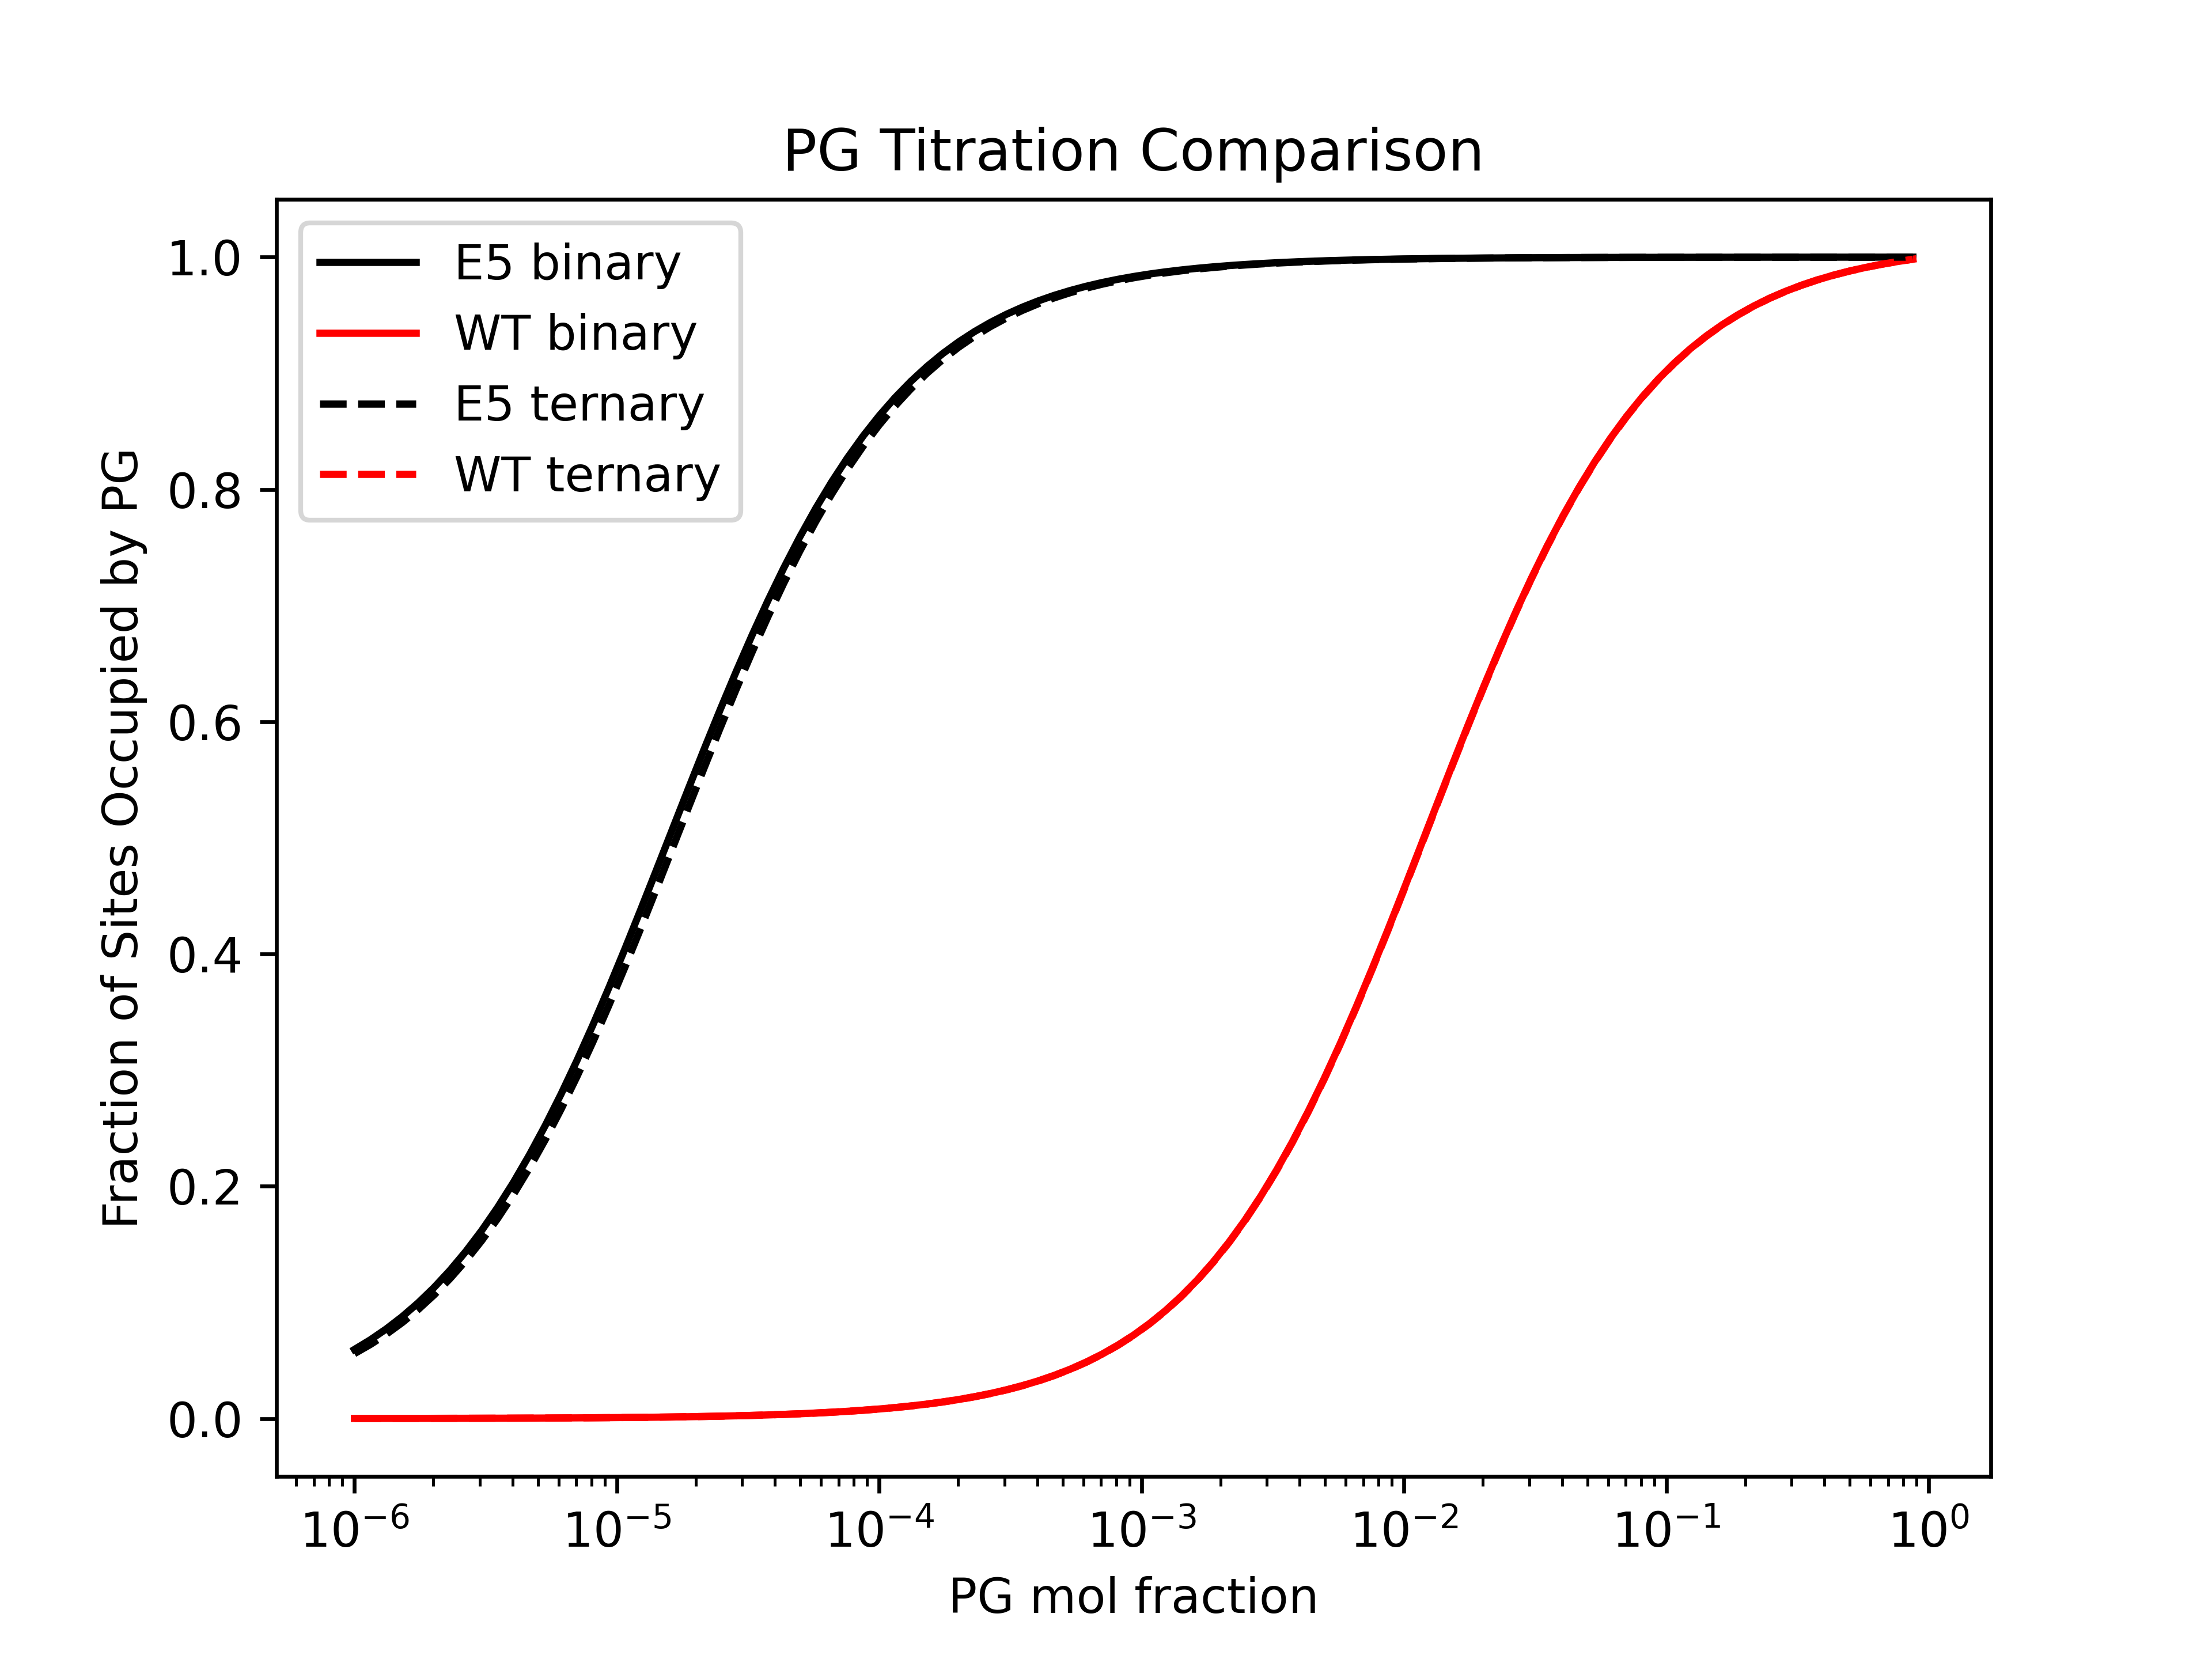 PG Titration Comparison
E5 binary
WT binary
E5 ternary
WT ternary
Fraction of Sites Occupied by PG
1.0
0.8
0.6
0.4
0.2
0.0
10⁻⁶ 10⁻⁵ 10⁻⁴ 10⁻³ 10⁻² 10⁻¹ 10⁰
PG mol fraction